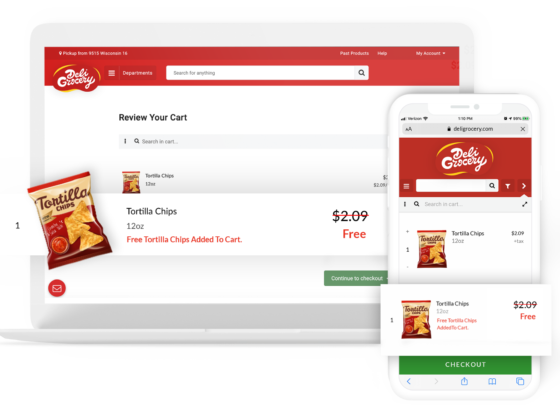 Pickup from 9515 Wisconsin 16
Past Products
Help
My Account
Deli
Grocery
Departments
Search for anything
Review Your Cart
Search in cart...
Tortilla Chips
12oz
Tortilla
CHIPS
1
Tortilla Chips
12oz
Free Tortilla Chips Added To Cart.
$2.09
Free
Continue to checkout
Verizon
1:10 PM
AA
deligrocery.com
Deli
Grocery
Search in cart...
1
Tortilla Chips
12oz
$2.09
+tax
1
Tortilla Chips
12oz
Free Tortilla Chips
AddedTo Cart.
$2.09
Free
CHECKOUT